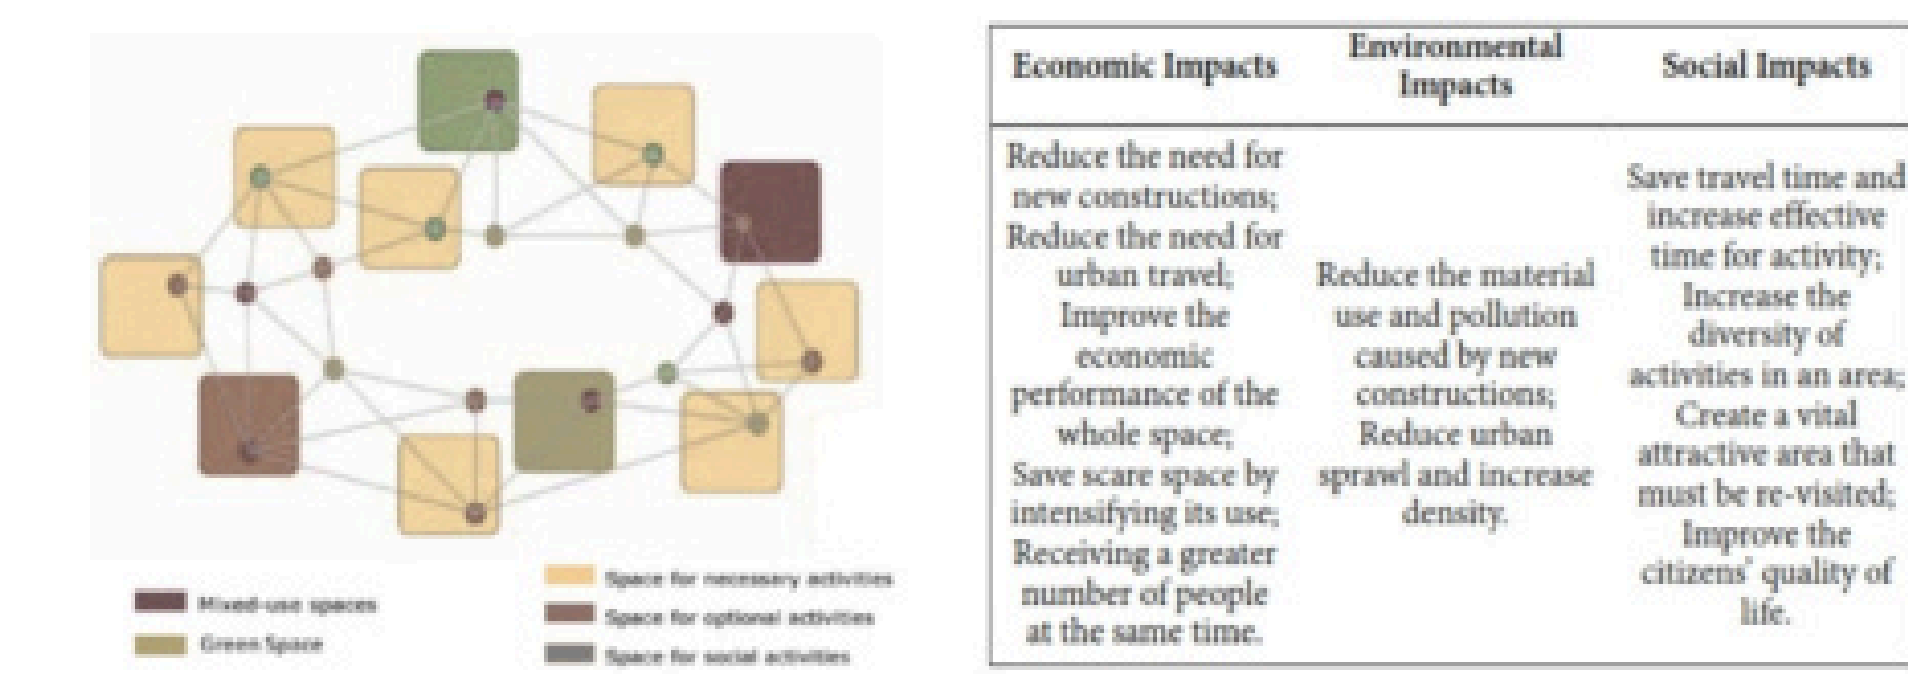 Mixed-use spaces
Green Space
Space for necessary activities
Space for optional activities
Space for social activities
Economic Impacts
Environmental
Impacts
Social Impacts
Reduce the need for
new constructions;
Reduce the need for
urban travel;
Improve the
economic
performance of the
whole space;
Save scare space by
intensifying its use;
Receiving a greater
number of people
at the same time.
Reduce the material
use and pollution
caused by new
constructions;
Reduce urban
sprawl and increase
density.
Save travel time and
increase effective
time for activity;
Increase the
diversity of
activities in an area;
Create a vital
attractive area that
must be re-visited;
Improve the
citizens' quality of
life.